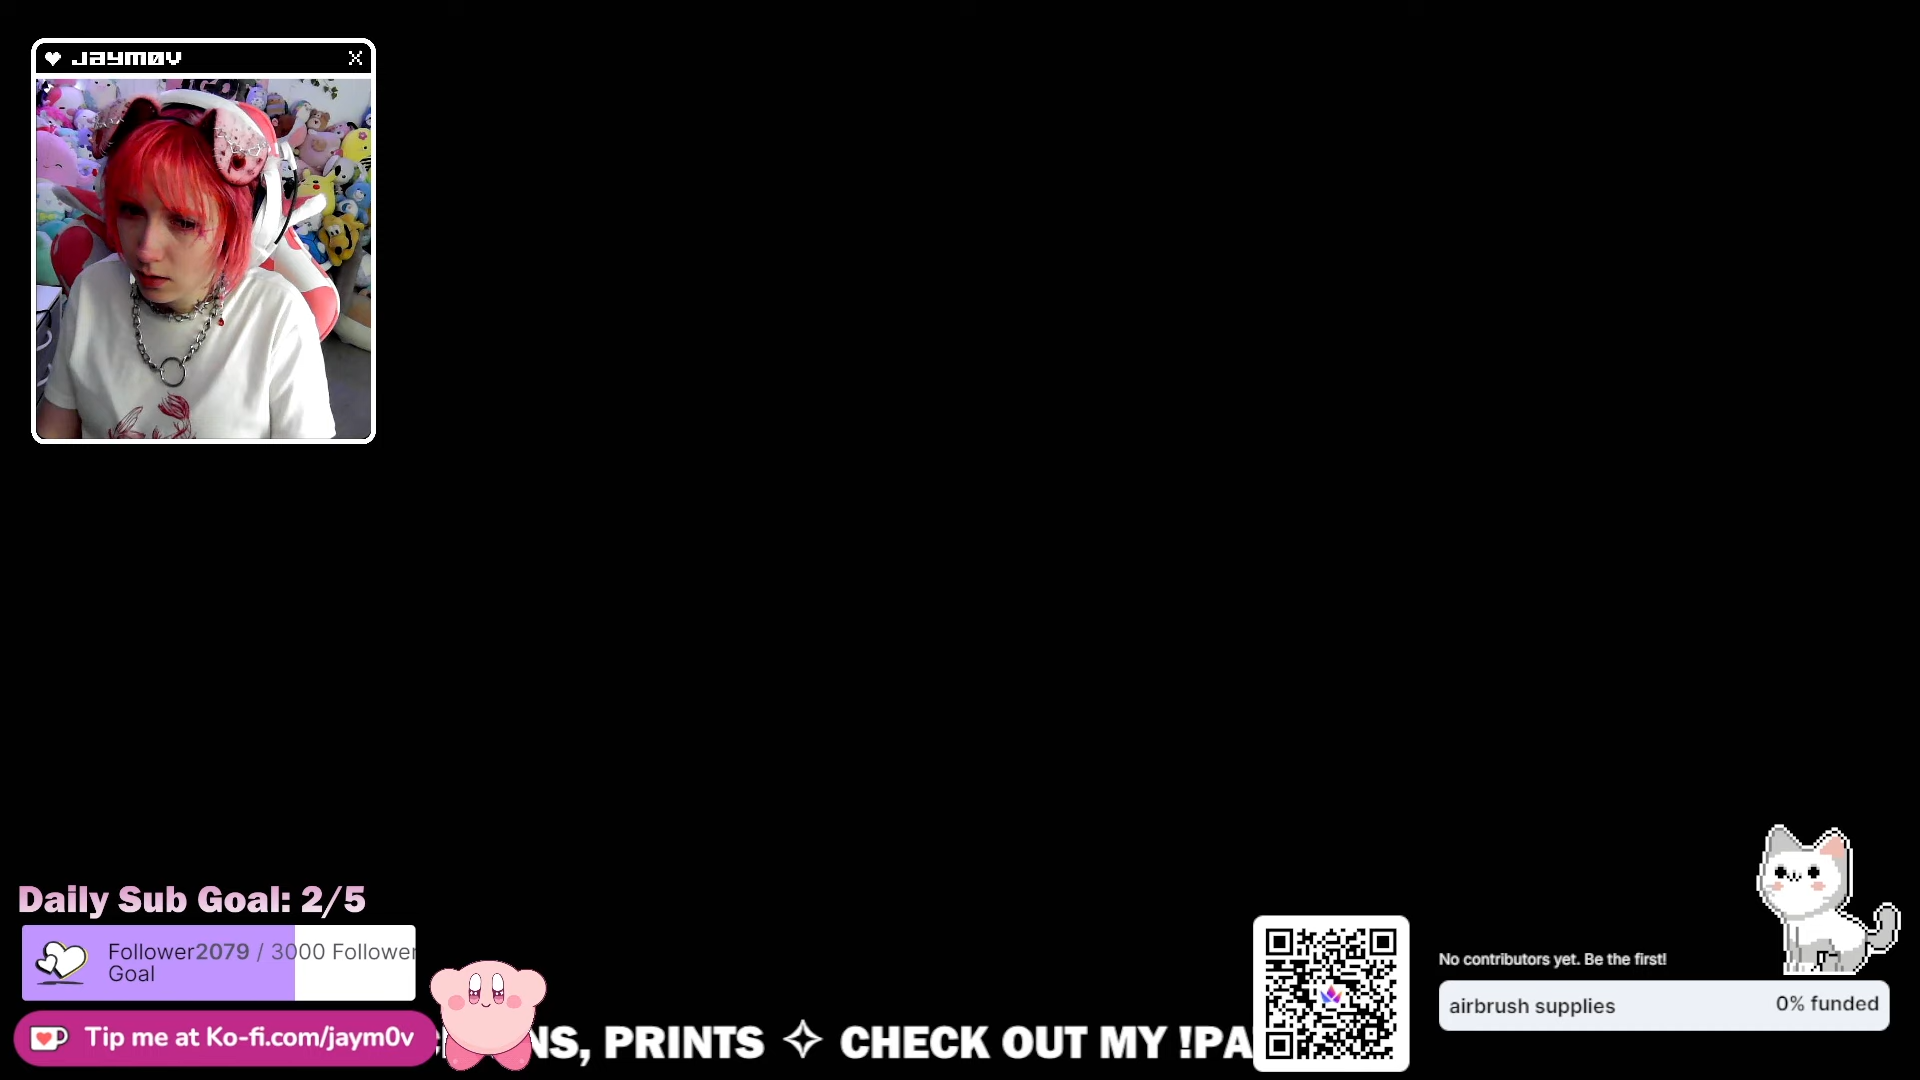 Jaym0v
Daily Sub Goal: 2/5
Follower2079 / 3000 Follower
Goal
Tip me at Ko-fi.com/jaym0v
NS, PRINTS ✧ CHECK OUT MY !PA
No contributors yet. Be the first!
airbrush supplies
0% funded